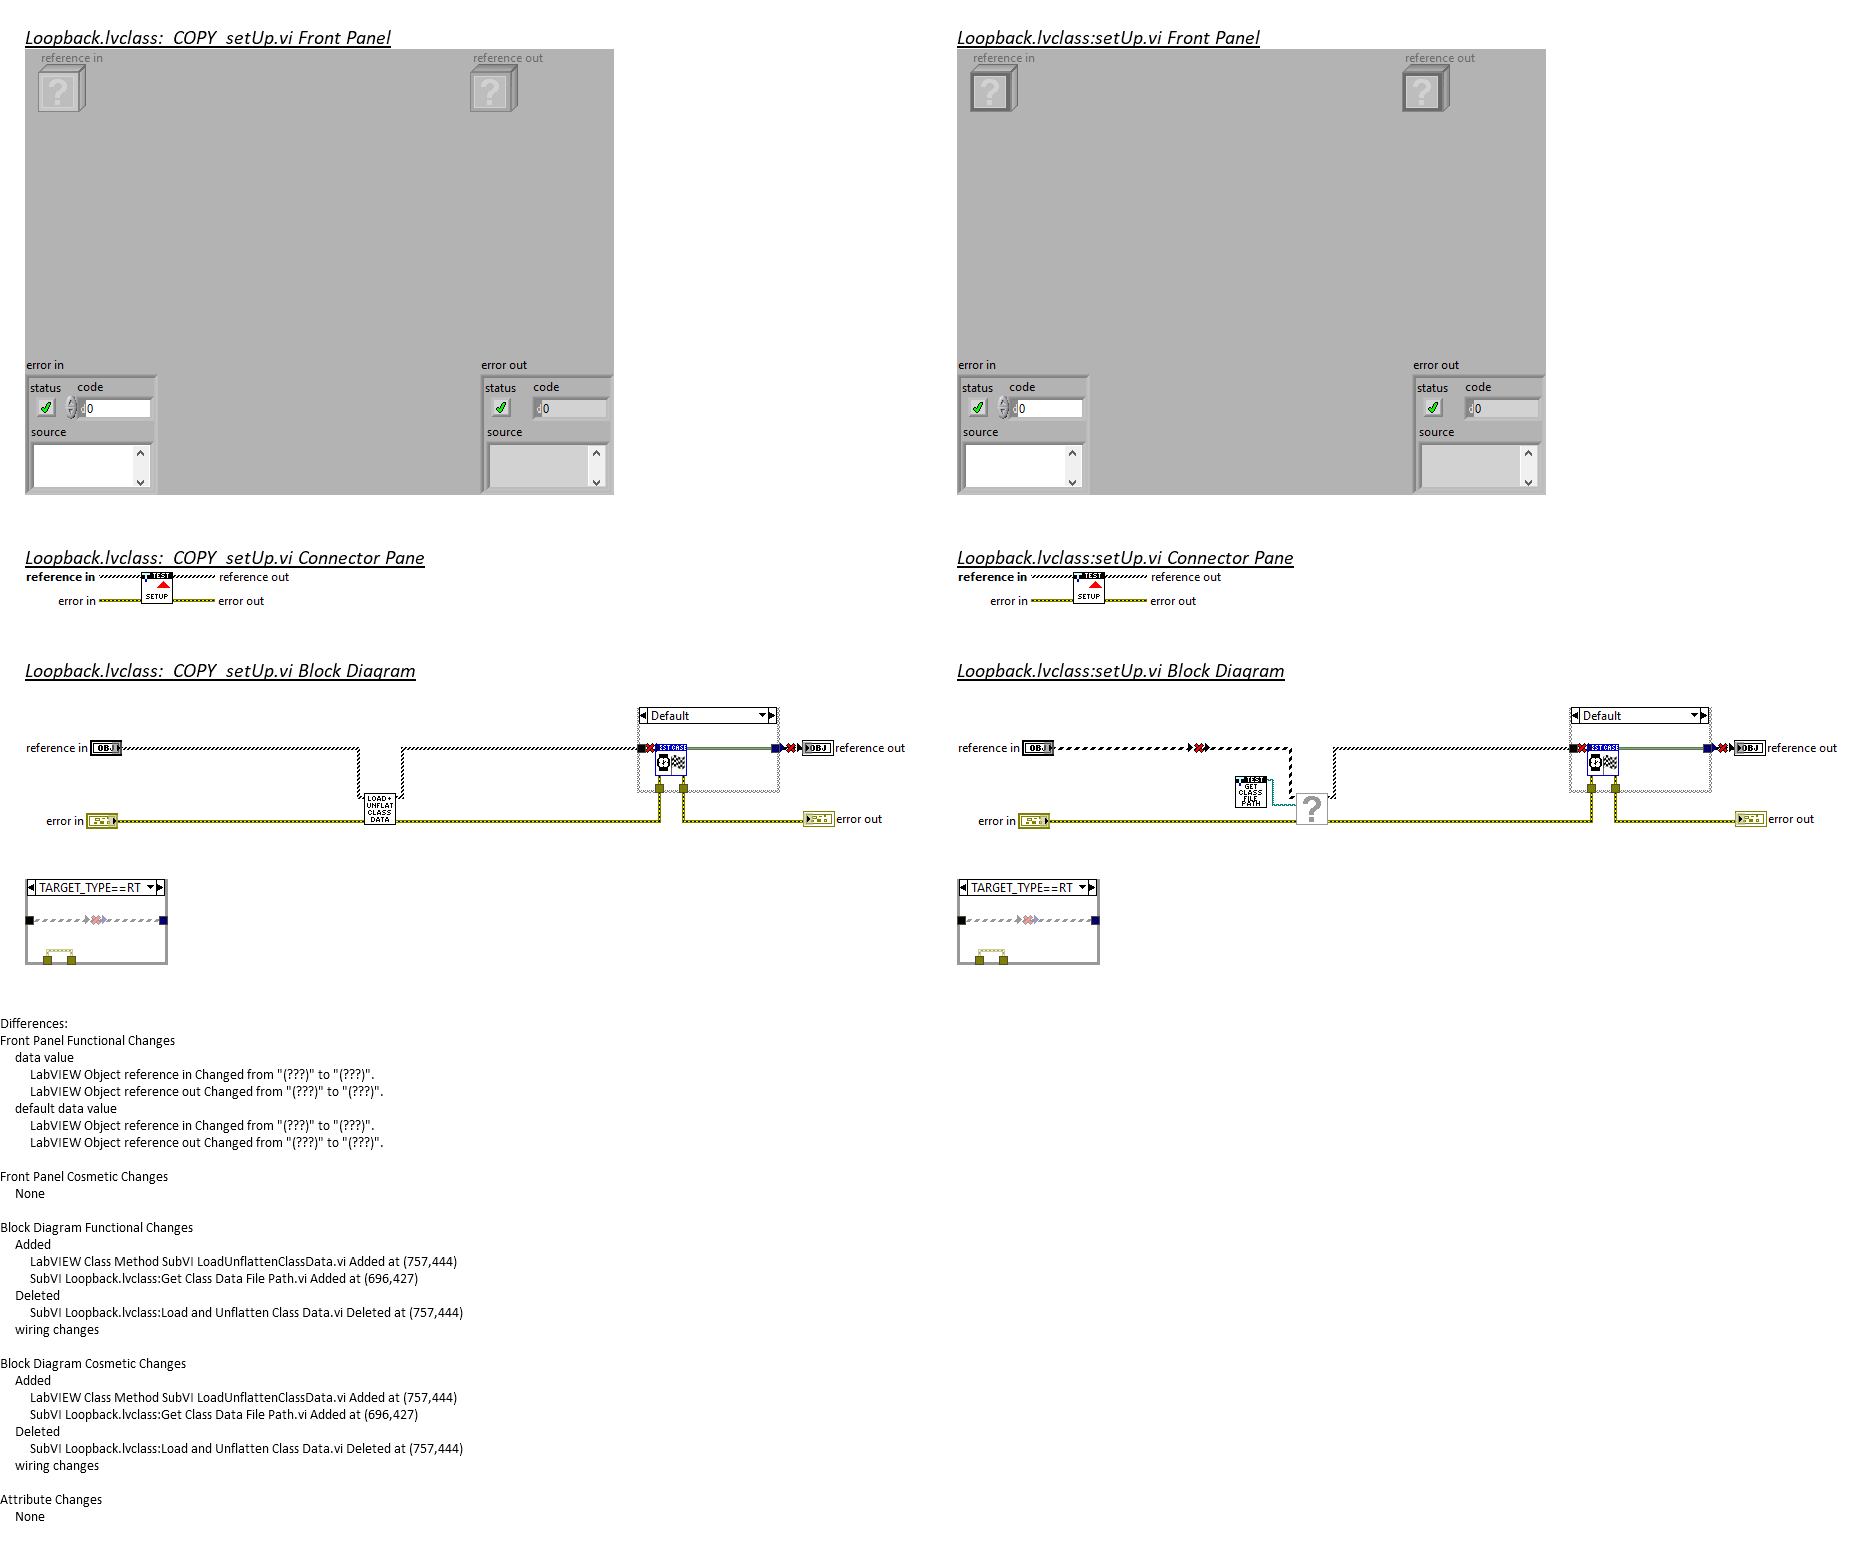 Loopback.lvclass:_COPY_setUp.vi Front Panel
reference in
reference out
error in
error out
status code
0
source
status code
0
source
Loopback.lvclass:setUp.vi Front Panel
reference in
reference out
error in
error out
status code
0
source
status code
0
source
Loopback.lvclass:_COPY_setUp.vi Connector Pane
reference in
TEST
reference out
error in
SETUP
error out
Loopback.lvclass:setUp.vi Connector Pane
reference in
TEST
reference out
error in
SETUP
error out
Loopback.lvclass:_COPY_setUp.vi Block Diagram
Default
reference in
OBJ
OBJ
reference out
LOAD+
UNFLAT
CLASS
DATA
error in
error out
TARGET_TYPE==RT
Loopback.lvclass:setUp.vi Block Diagram
Default
reference in
OBJ
OBJ
reference out
TEST
GET
CLASS
FILE
PATH
error in
error out
TARGET_TYPE==RT
Differences:
Front Panel Functional Changes
data value
LabVIEW Object reference in Changed from "(???)" to "(???)".
LabVIEW Object reference out Changed from "(???)" to "(???)".
default data value
LabVIEW Object reference in Changed from "(???)" to "(???)".
LabVIEW Object reference out Changed from "(???)" to "(???)".
Front Panel Cosmetic Changes
None
Block Diagram Functional Changes
Added
LabVIEW Class Method SubVI LoadUnflattenClassData.vi Added at (757,444)
SubVI Loopback.lvclass:Get Class Data File Path.vi Added at (696,427)
Deleted
SubVI Loopback.lvclass:Load and Unflatten Class Data.vi Deleted at (757,444)
wiring changes
Block Diagram Cosmetic Changes
Added
LabVIEW Class Method SubVI LoadUnflattenClassData.vi Added at (757,444)
SubVI Loopback.lvclass:Get Class Data File Path.vi Added at (696,427)
Deleted
SubVI Loopback.lvclass:Load and Unflatten Class Data.vi Deleted at (757,444)
wiring changes
Attribute Changes
None